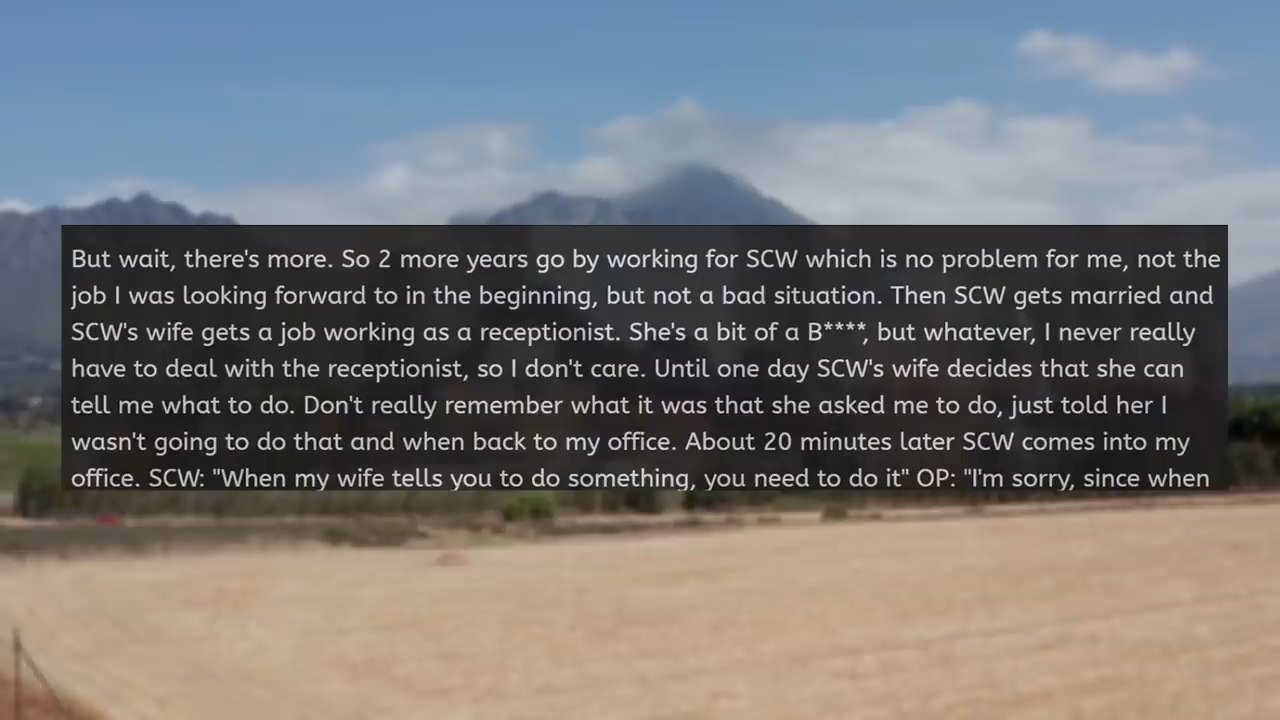 But wait, there's more. So 2 more years go by working for SCW which is no problem for me, not the
job I was looking forward to in the beginning, but not a bad situation. Then SCW gets married and
SCW's wife gets a job working as a receptionist. She's a bit of a B****, but whatever, I never really
have to deal with the receptionist, so I don't care. Until one day SCW's wife decides that she can
tell me what to do. Don't really remember what it was that she asked me to do, just told her I
wasn't going to do that and when back to my office. About 20 minutes later SCW comes into my
office. SCW: "When my wife tells you to do something, you need to do it" OP: "I'm sorry, since when